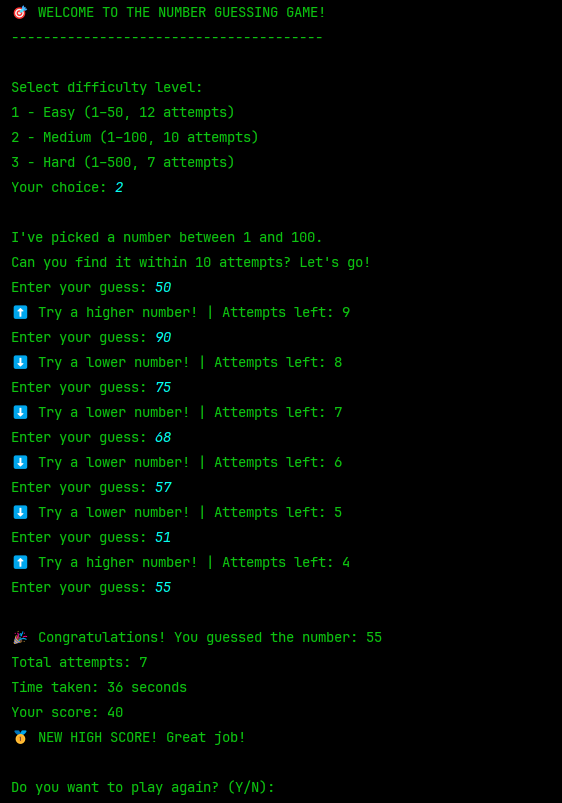 🎯 WELCOME TO THE NUMBER GUESSING GAME!
---------------------------------------
Select difficulty level:
1 - Easy (1–50, 12 attempts)
2 - Medium (1–100, 10 attempts)
3 - Hard (1–500, 7 attempts)
Your choice: 2
I've picked a number between 1 and 100.
Can you find it within 10 attempts? Let's go!
Enter your guess: 50
⬆️ Try a higher number! | Attempts left: 9
Enter your guess: 90
⬇️ Try a lower number! | Attempts left: 8
Enter your guess: 75
⬇️ Try a lower number! | Attempts left: 7
Enter your guess: 68
⬇️ Try a lower number! | Attempts left: 6
Enter your guess: 57
⬇️ Try a lower number! | Attempts left: 5
Enter your guess: 51
⬆️ Try a higher number! | Attempts left: 4
Enter your guess: 55
🎉 Congratulations! You guessed the number: 55
Total attempts: 7
Time taken: 36 seconds
Your score: 40
🥇 NEW HIGH SCORE! Great job!
Do you want to play again? (Y/N):